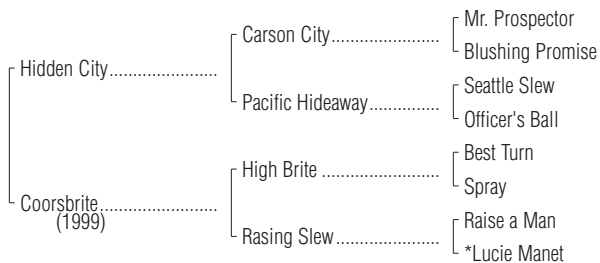 Mr. Prospector
Carson City
Blushing Promise
Hidden City
Seattle Slew
Pacific Hideaway
Officer's Ball
Best Turn
High Brite
Spray
Coorsbrite
(1999)
Raise a Man
Rasing Slew
*Lucie Manet